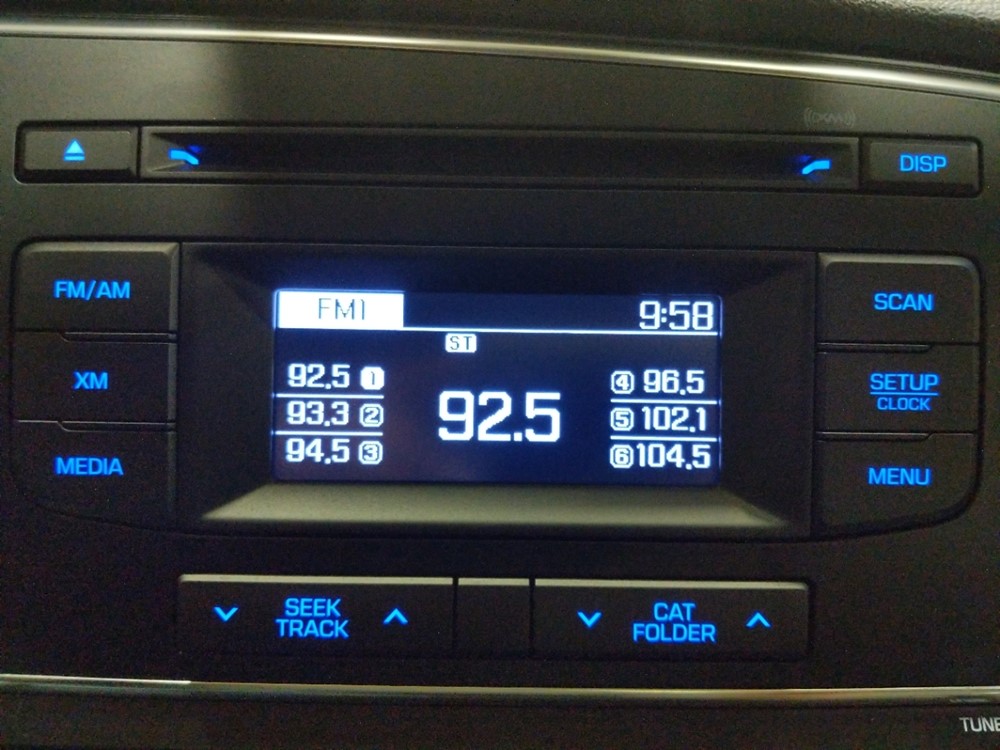 ((XM))
DISP
FM/AM
XM
MEDIA
FM1
9:58
ST
92.5 1
93.3 2
94.5 3
92.5
4 96.5
5 102.1
6 104.5
SCAN
SETUP
CLOCK
MENU
SEEK
TRACK
CAT
FOLDER
TUNE